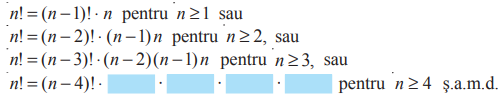 n! = (n−1)! · n pentru n ≥ 1 sau
n! = (n−2)! · (n−1)n pentru n ≥ 2, sau
n! = (n−3)! · (n−2)(n−1)n pentru n ≥ 3, sau
n! = (n−4)! · · · · pentru n ≥ 4 ș.a.m.d.